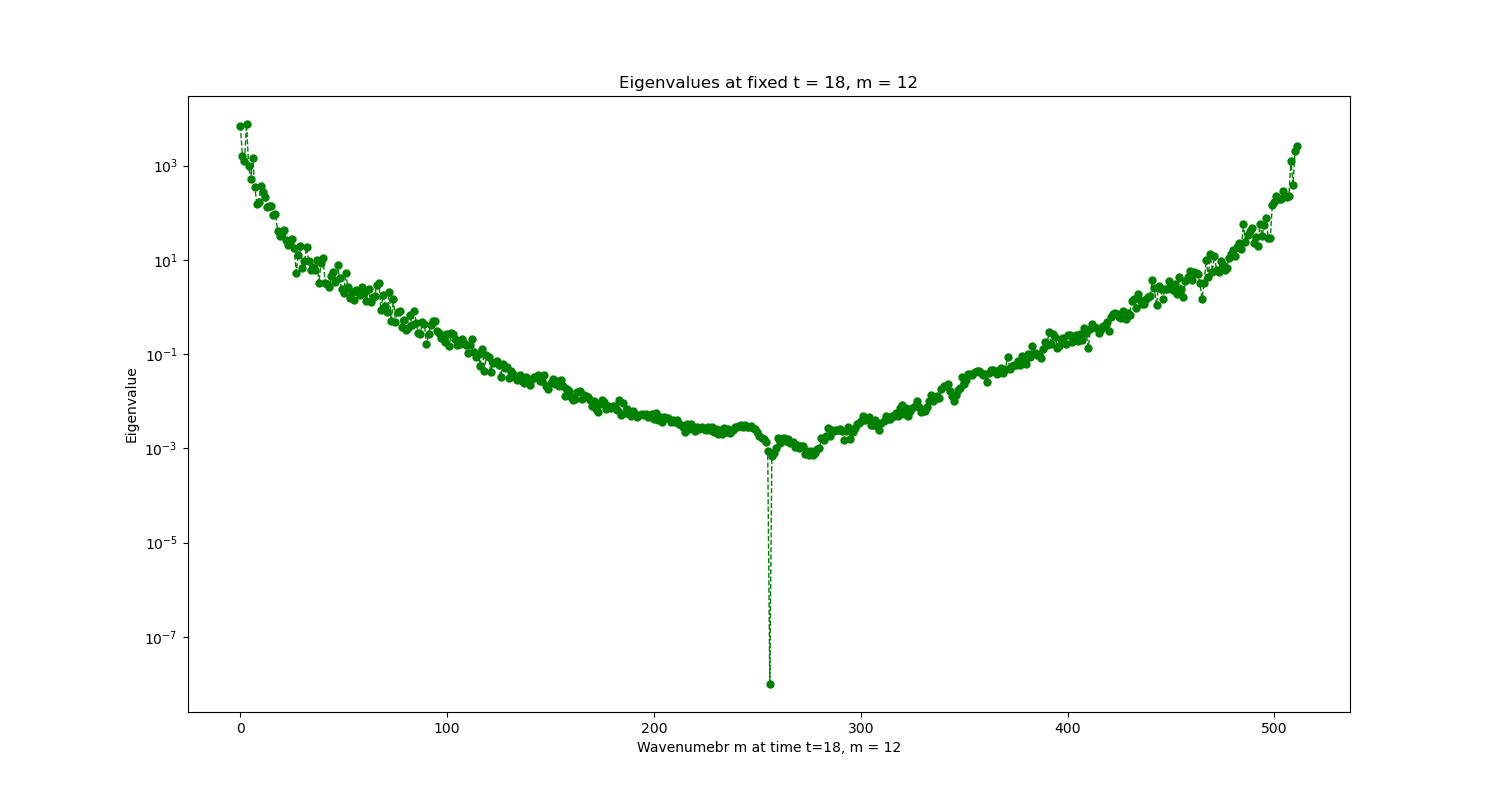 Eigenvalues at fixed t = 18, m = 12
10³
10¹
10⁻¹
10⁻³
10⁻⁵
10⁻⁷
Eigenvalue
0 100 200 300 400 500
Wavenumebr m at time t=18, m = 12